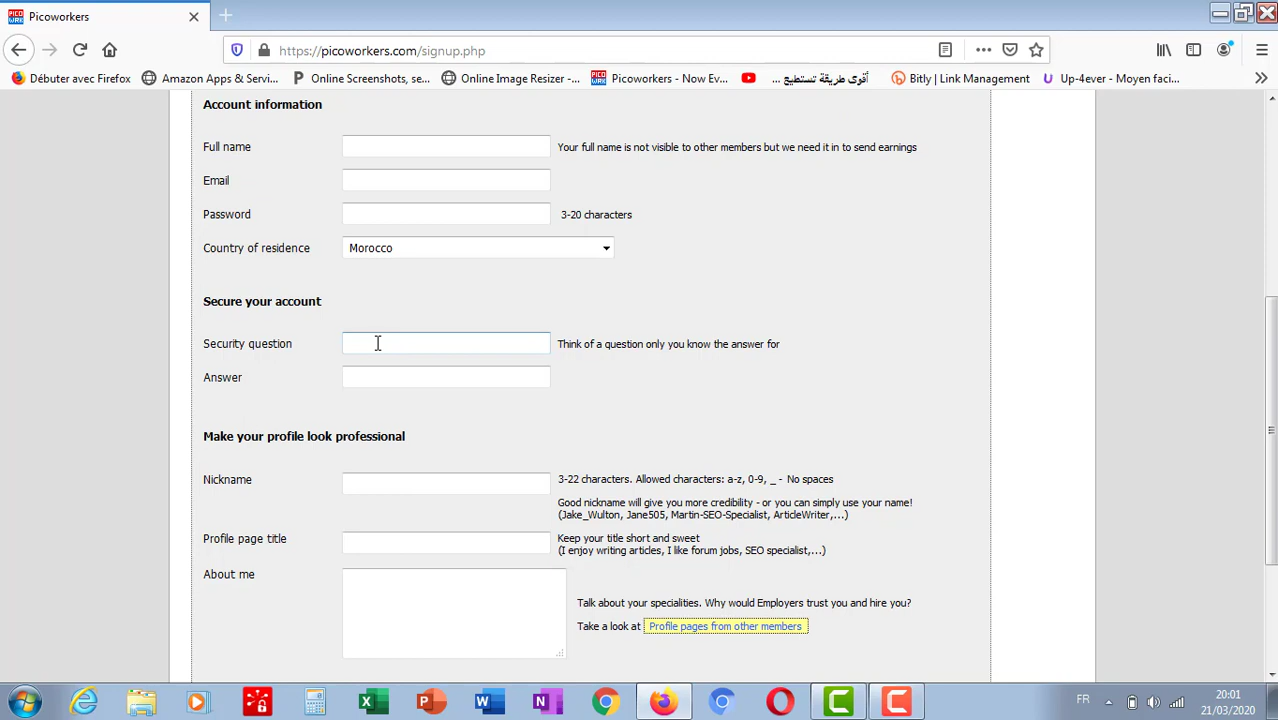 Picoworkers
https://picoworkers.com/signup.php
Débuter avec Firefox
Amazon Apps & Servi...
Online Screenshots, se...
Online Image Resizer -...
Picoworkers - Now Ev...
أقوى طريقة تستطيع ...
Bitly | Link Management
Up-4ever - Moyen faci...
Account information
Full name
Your full name is not visible to other members but we need it in to send earnings
Email
Password
3-20 characters
Country of residence
Morocco
Secure your account
Security question
Think of a question only you know the answer for
Answer
Make your profile look professional
Nickname
3-22 characters. Allowed characters: a-z, 0-9, _ - No spaces
Good nickname will give you more credibility - or you can simply use your name!
(Jake_Wulton, Jane505, Martin-SEO-Specialist, ArticleWriter,...)
Profile page title
Keep your title short and sweet
(I enjoy writing articles, I like forum jobs, SEO specialist,...)
About me
Talk about your specialities. Why would Employers trust you and hire you?
Take a look at Profile pages from other members
FR
20:01
21/03/2020